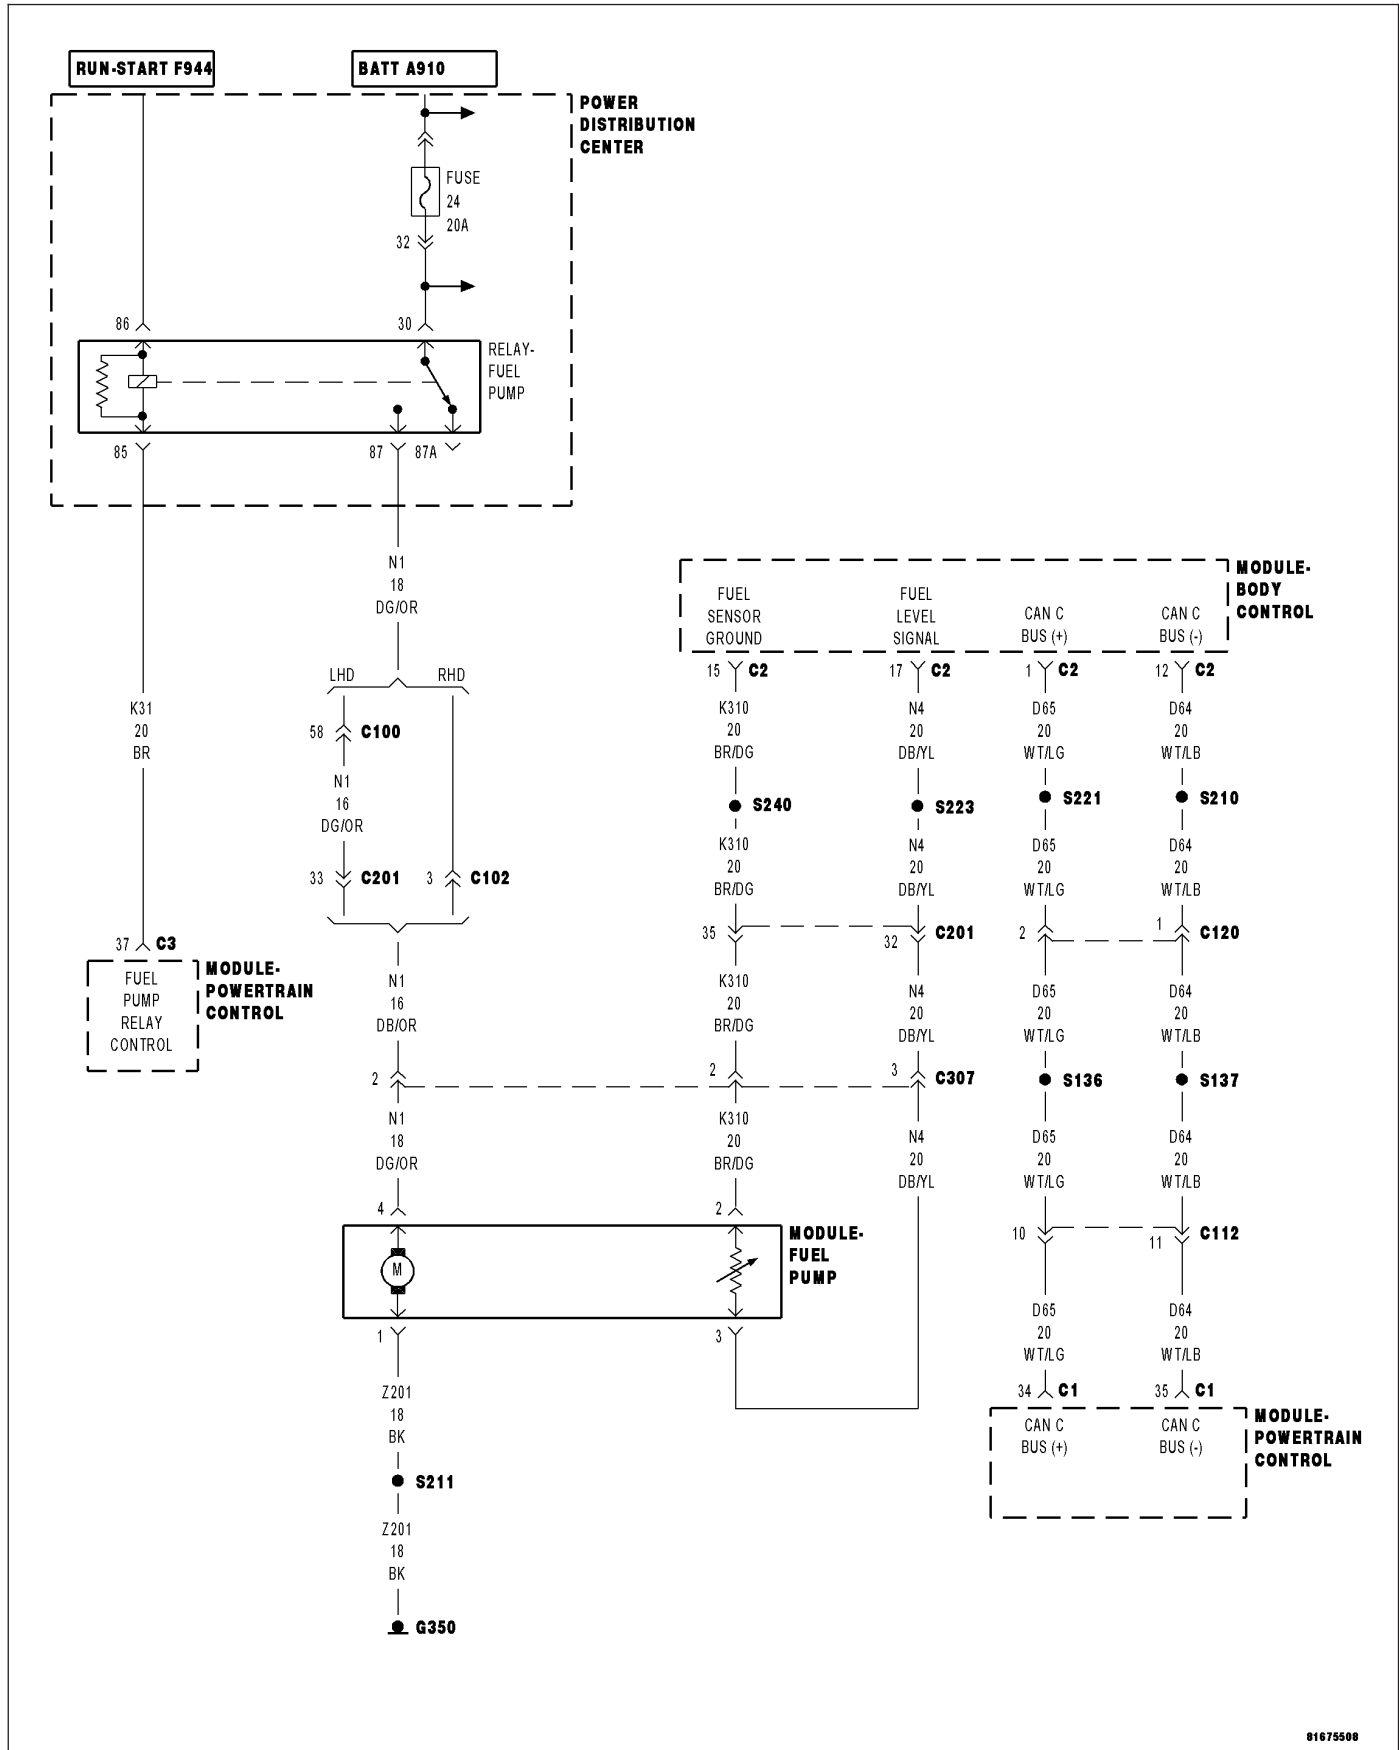 RUN-START F944
BATT A910
POWER
DISTRIBUTION
CENTER
FUSE
24
20A
32
86
30
RELAY-
FUEL
PUMP
85
87
87A
N1
18
DG/OR
LHD
RHD
K31
20
BR
58
C100
N1
16
DG/OR
33
C201
3
C102
37
C3
FUEL
PUMP
RELAY
CONTROL
MODULE-
POWERTRAIN
CONTROL
N1
16
DB/OR
2
N1
18
DG/OR
4
M
1
Z201
18
BK
S211
Z201
18
BK
G350
MODULE-
BODY
CONTROL
FUEL
SENSOR
GROUND
FUEL
LEVEL
SIGNAL
CAN C
BUS (+)
CAN C
BUS (-)
15
C2
17
C2
1
C2
12
C2
K310
20
BR/DG
N4
20
DB/YL
D65
20
WT/LG
D64
20
WT/LB
S240
S223
S221
S210
K310
20
BR/DG
N4
20
DB/YL
D65
20
WT/LG
D64
20
WT/LB
35
32
C201
2
1
C120
K310
20
BR/DG
N4
20
DB/YL
D65
20
WT/LG
D64
20
WT/LB
2
3
C307
S136
S137
K310
20
BR/DG
N4
20
DB/YL
D65
20
WT/LG
D64
20
WT/LB
2
MODULE-
FUEL
PUMP
3
10
11
C112
D65
20
WT/LG
D64
20
WT/LB
34
C1
35
C1
CAN C
BUS (+)
CAN C
BUS (-)
MODULE-
POWERTRAIN
CONTROL
81675508